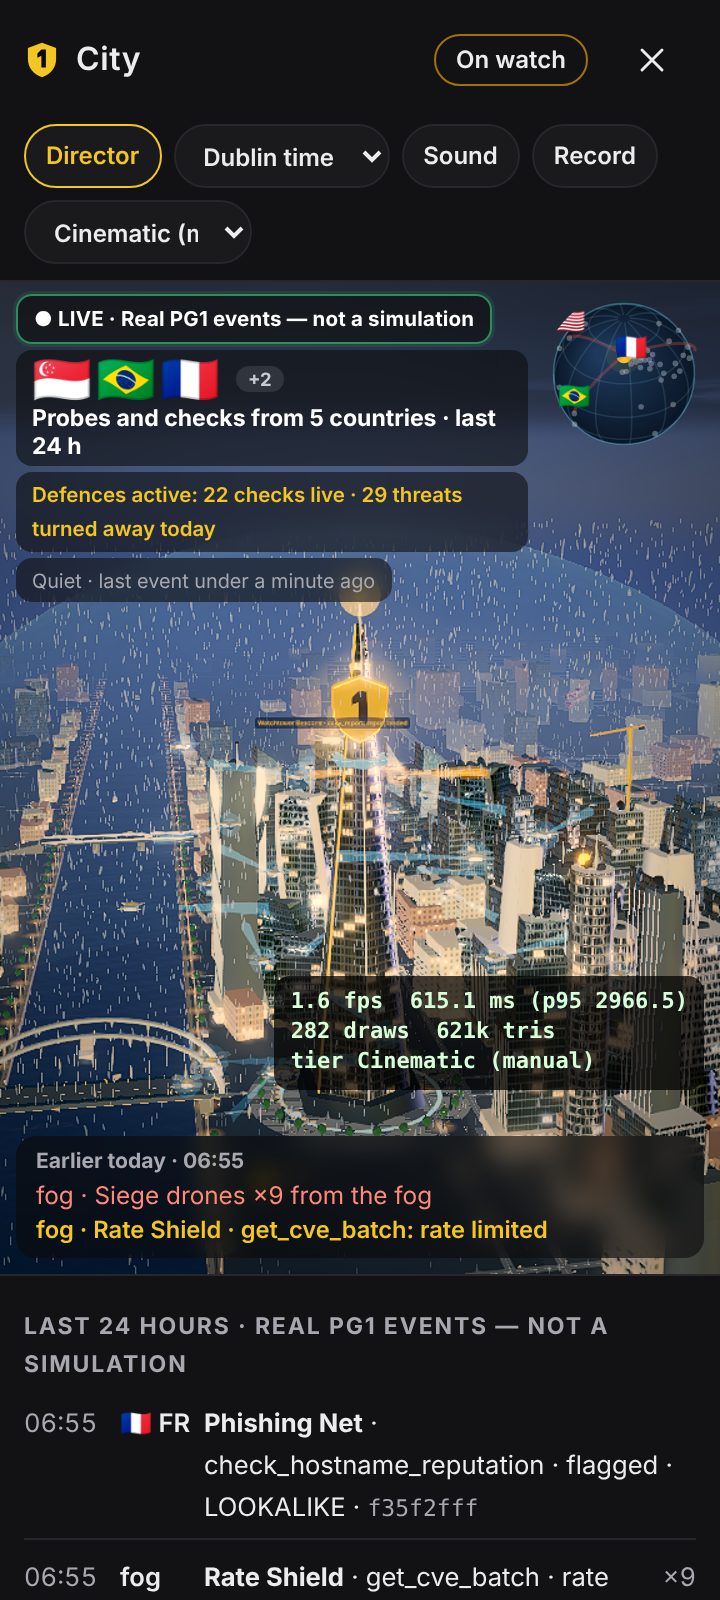 1 City
On watch
Director
Dublin time
Sound
Record
Cinematic (n
LIVE · Real PG1 events — not a simulation
+2
Probes and checks from 5 countries · last
24 h
Defences active: 22 checks live · 29 threats
turned away today
Quiet · last event under a minute ago
1
1.6 fps 615.1 ms (p95 2966.5)
282 draws 621k tris
tier Cinematic (manual)
Earlier today · 06:55
fog · Siege drones ×9 from the fog
fog · Rate Shield · get_cve_batch: rate limited
LAST 24 HOURS · REAL PG1 EVENTS — NOT A
SIMULATION
06:55 FR Phishing Net ·
check_hostname_reputation · flagged ·
LOOKALIKE · f35f2fff
06:55 fog Rate Shield · get_cve_batch · rate ×9